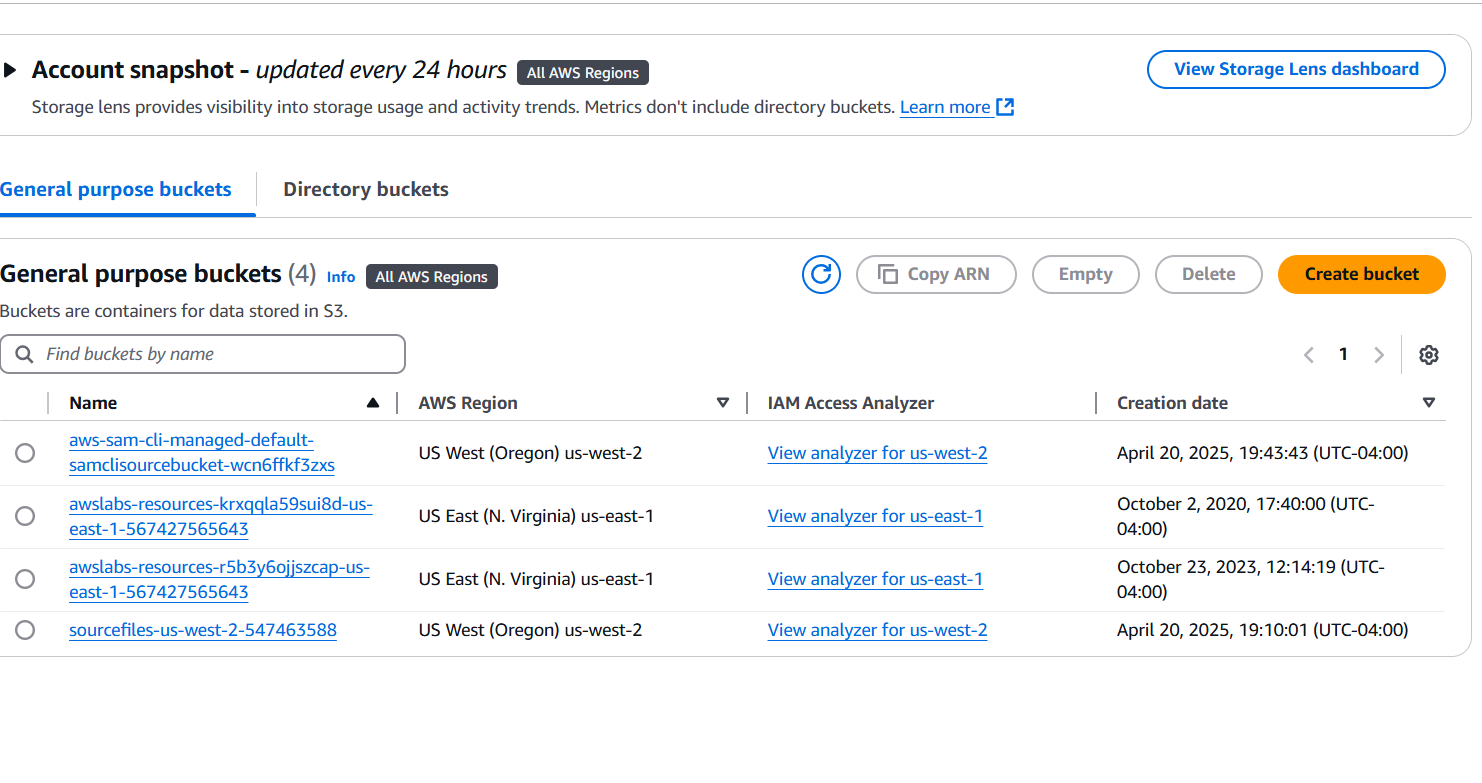 Account snapshot - updated every 24 hours All AWS Regions
View Storage Lens dashboard
Storage lens provides visibility into storage usage and activity trends. Metrics don't include directory buckets. Learn more
General purpose buckets
Directory buckets
General purpose buckets (4) Info All AWS Regions
Copy ARN
Empty
Delete
Create bucket
Buckets are containers for data stored in S3.
Find buckets by name
1
Name
AWS Region
IAM Access Analyzer
Creation date
aws-sam-cli-managed-default-
samclisourcebucket-wcn6ffkf3zxs
US West (Oregon) us-west-2
View analyzer for us-west-2
April 20, 2025, 19:43:43 (UTC-04:00)
awslabs-resources-krxqqla59sui8d-us-
east-1-567427565643
US East (N. Virginia) us-east-1
View analyzer for us-east-1
October 2, 2020, 17:40:00 (UTC-
04:00)
awslabs-resources-r5b3y6ojjszcap-us-
east-1-567427565643
US East (N. Virginia) us-east-1
View analyzer for us-east-1
October 23, 2023, 12:14:19 (UTC-
04:00)
sourcefiles-us-west-2-547463588
US West (Oregon) us-west-2
View analyzer for us-west-2
April 20, 2025, 19:10:01 (UTC-04:00)